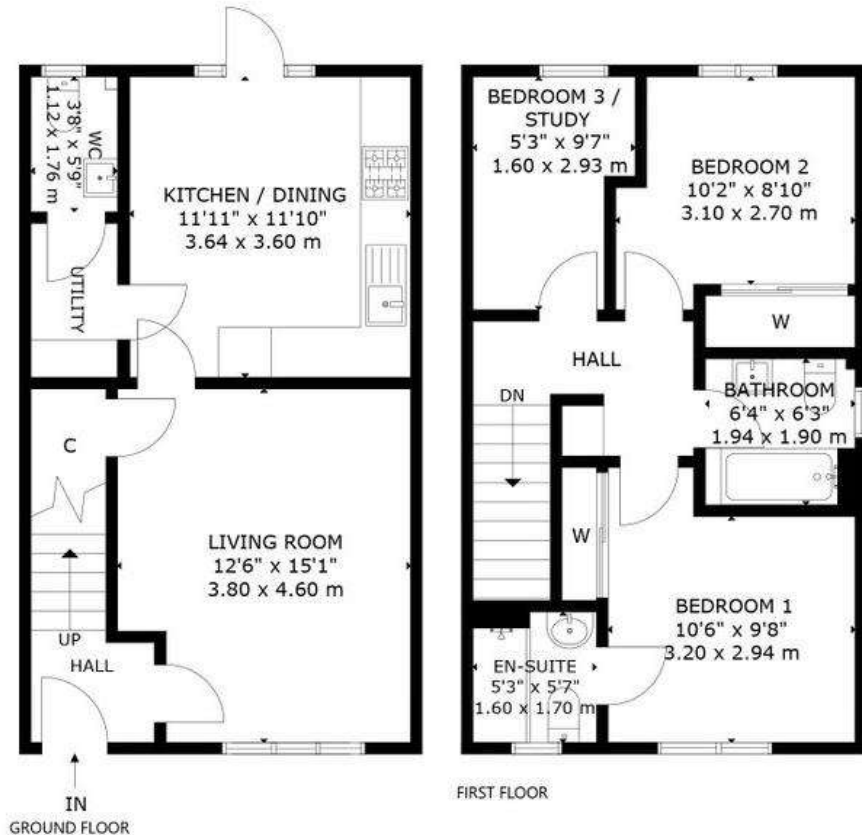 WC
3'8" x 5'9"
1.12 x 1.76 m
KITCHEN / DINING
11'11" x 11'10"
3.64 x 3.60 m
UTILITY
C
LIVING ROOM
12'6" x 15'1"
3.80 x 4.60 m
UP
HALL
IN
GROUND FLOOR
BEDROOM 3 /
STUDY
5'3" x 9'7"
1.60 x 2.93 m
BEDROOM 2
10'2" x 8'10"
3.10 x 2.70 m
W
HALL
DN
BATHROOM
6'4" x 6'3"
1.94 x 1.90 m
W
BEDROOM 1
10'6" x 9'8"
3.20 x 2.94 m
EN-SUITE
5'3" x 5'7"
1.60 x 1.70 m
FIRST FLOOR